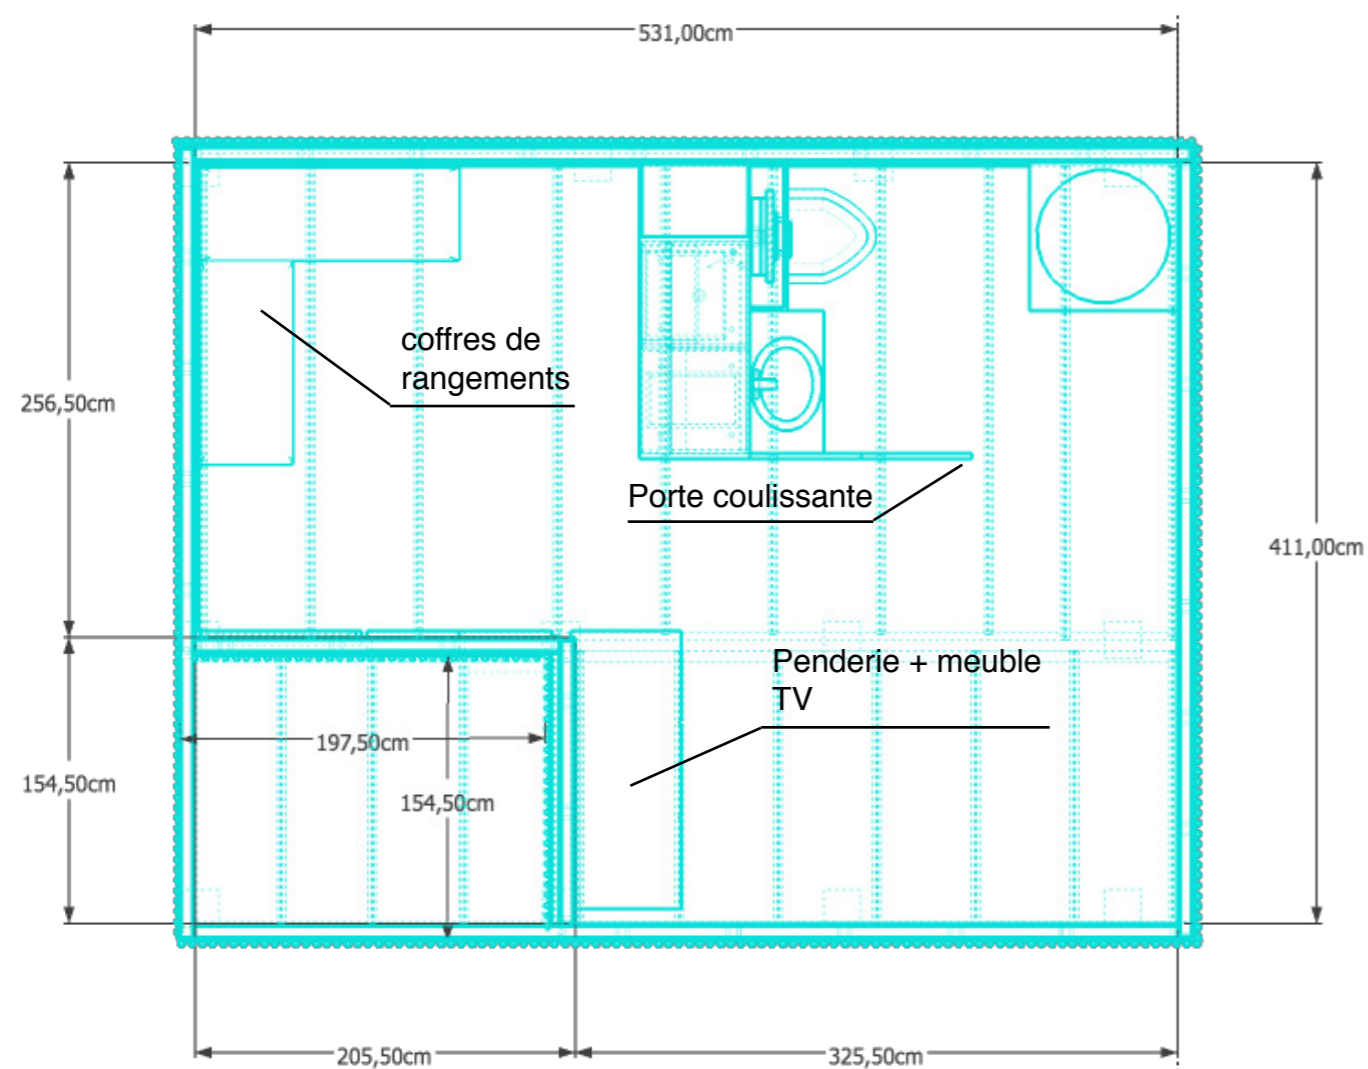 531,00cm
coffres de
rangements
256,50cm
Porte coulissante
411,00cm
Penderie + meuble
TV
197,50cm
154,50cm
154,50cm
205,50cm
325,50cm